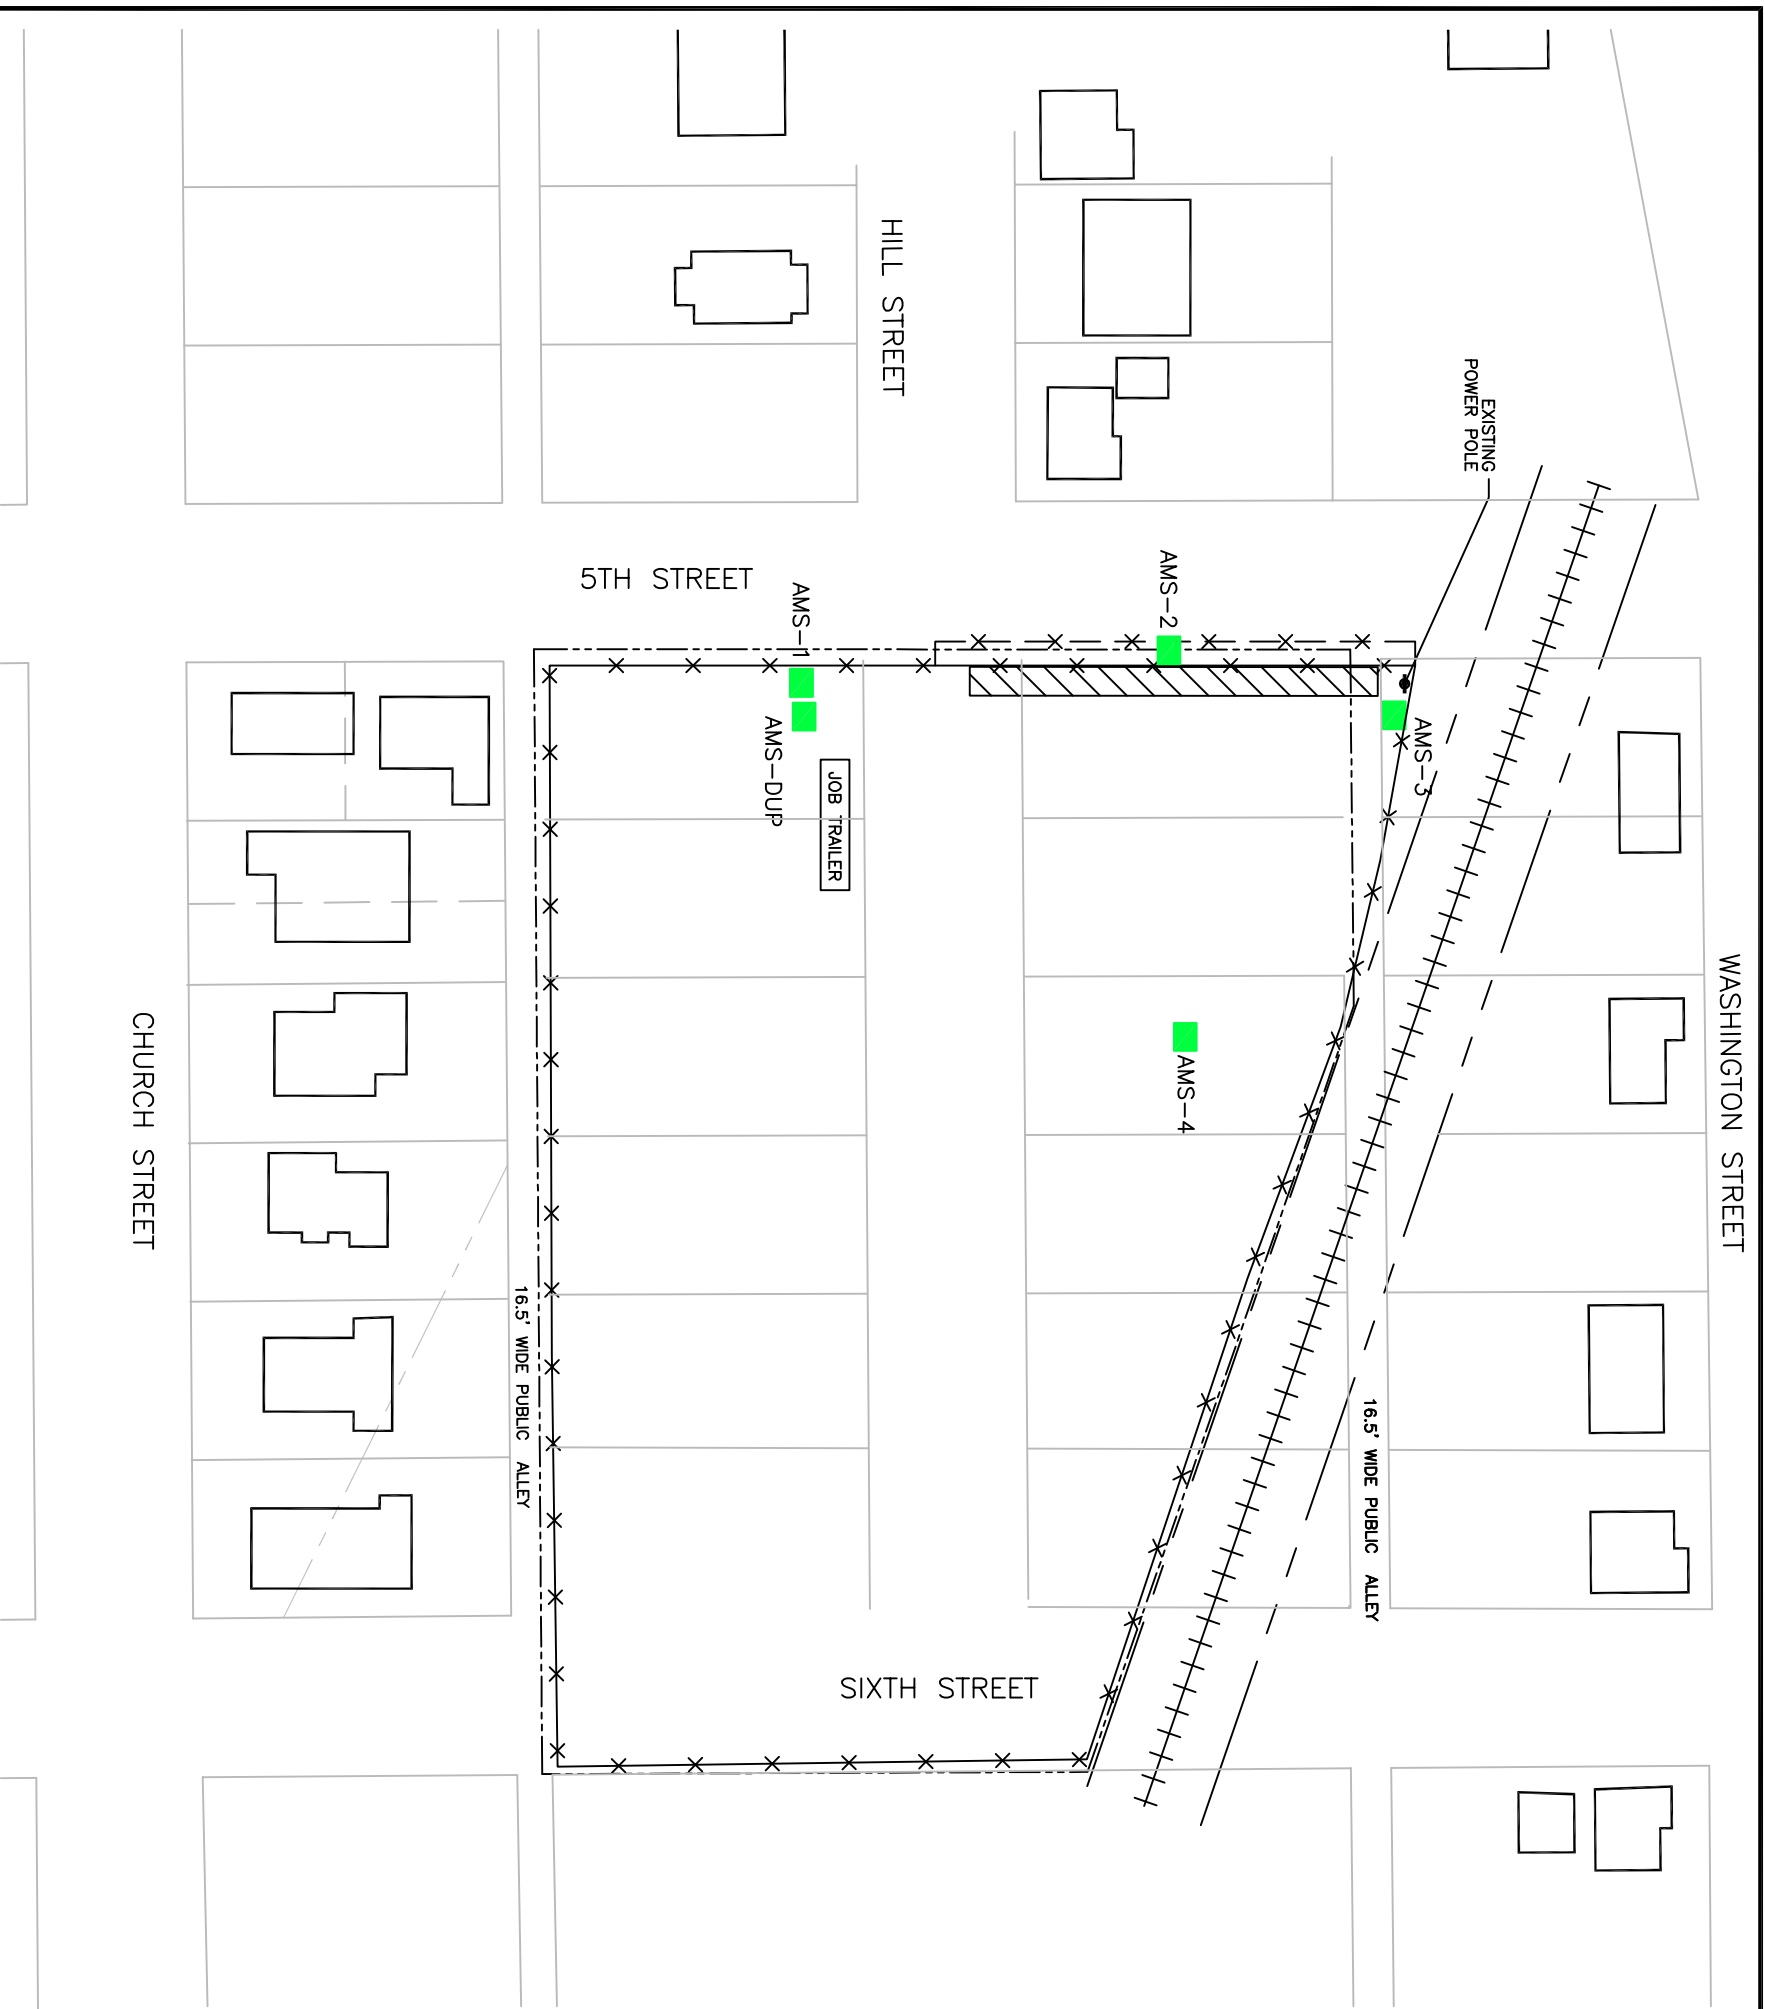 HILL STREET
EXISTING
POWER POLE
5TH STREET
AMS-1
AMS-2
AMS-DUP
AMS-3
JOB TRAILER
WASHINGTON STREET
CHURCH STREET
AMS-4
16.5' WIDE PUBLIC ALLEY
16.5' WIDE PUBLIC ALLEY
SIXTH STREET